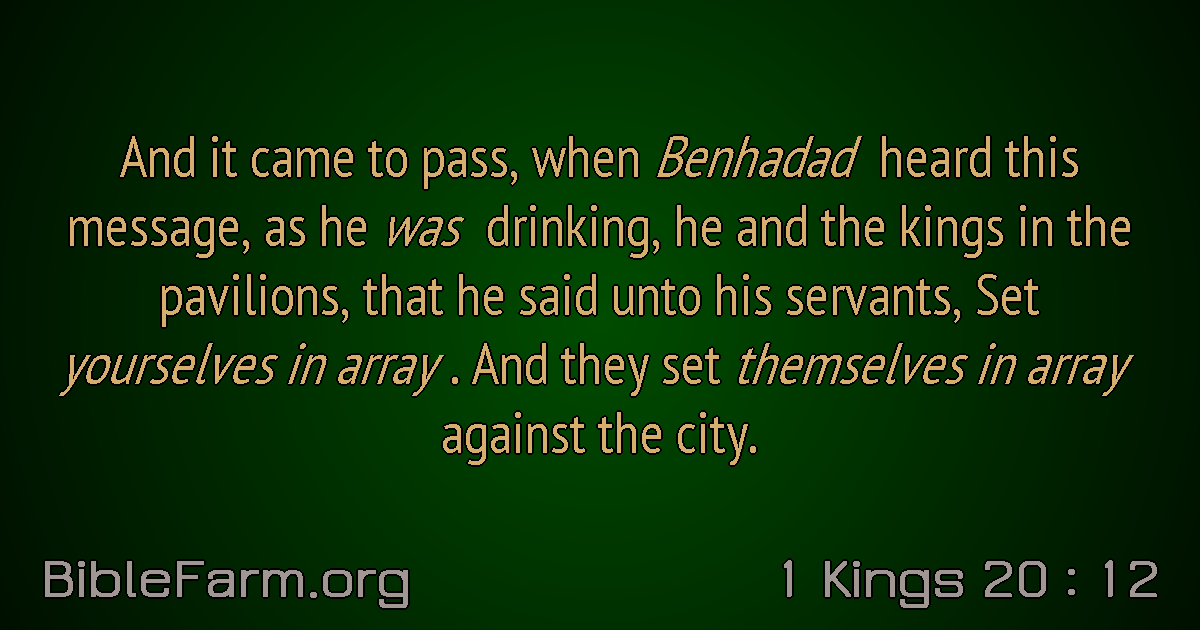 And it came to pass, when Benhadad heard this
message, as he was drinking, he and the kings in the
pavilions, that he said unto his servants, Set
yourselves in array . And they set themselves in array
against the city.
BibleFarm.org
1 Kings 20 : 12